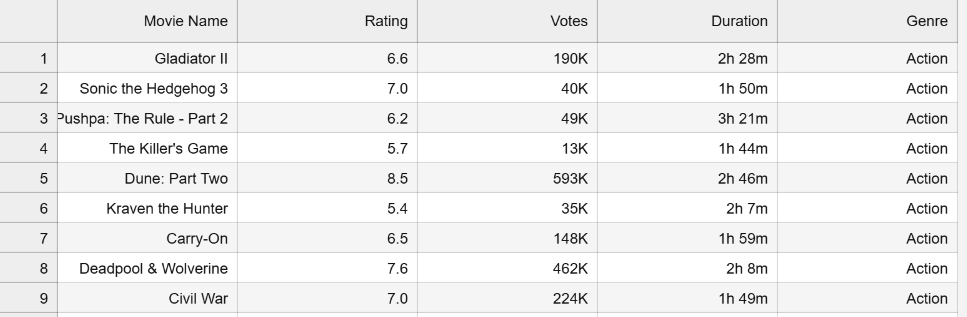 Movie Name Rating Votes Duration Genre
1 Gladiator II 6.6 190K 2h 28m Action
2 Sonic the Hedgehog 3 7.0 40K 1h 50m Action
3 Pushpa: The Rule - Part 2 6.2 49K 3h 21m Action
4 The Killer's Game 5.7 13K 1h 44m Action
5 Dune: Part Two 8.5 593K 2h 46m Action
6 Kraven the Hunter 5.4 35K 2h 7m Action
7 Carry-On 6.5 148K 1h 59m Action
8 Deadpool & Wolverine 7.6 462K 2h 8m Action
9 Civil War 7.0 224K 1h 49m Action